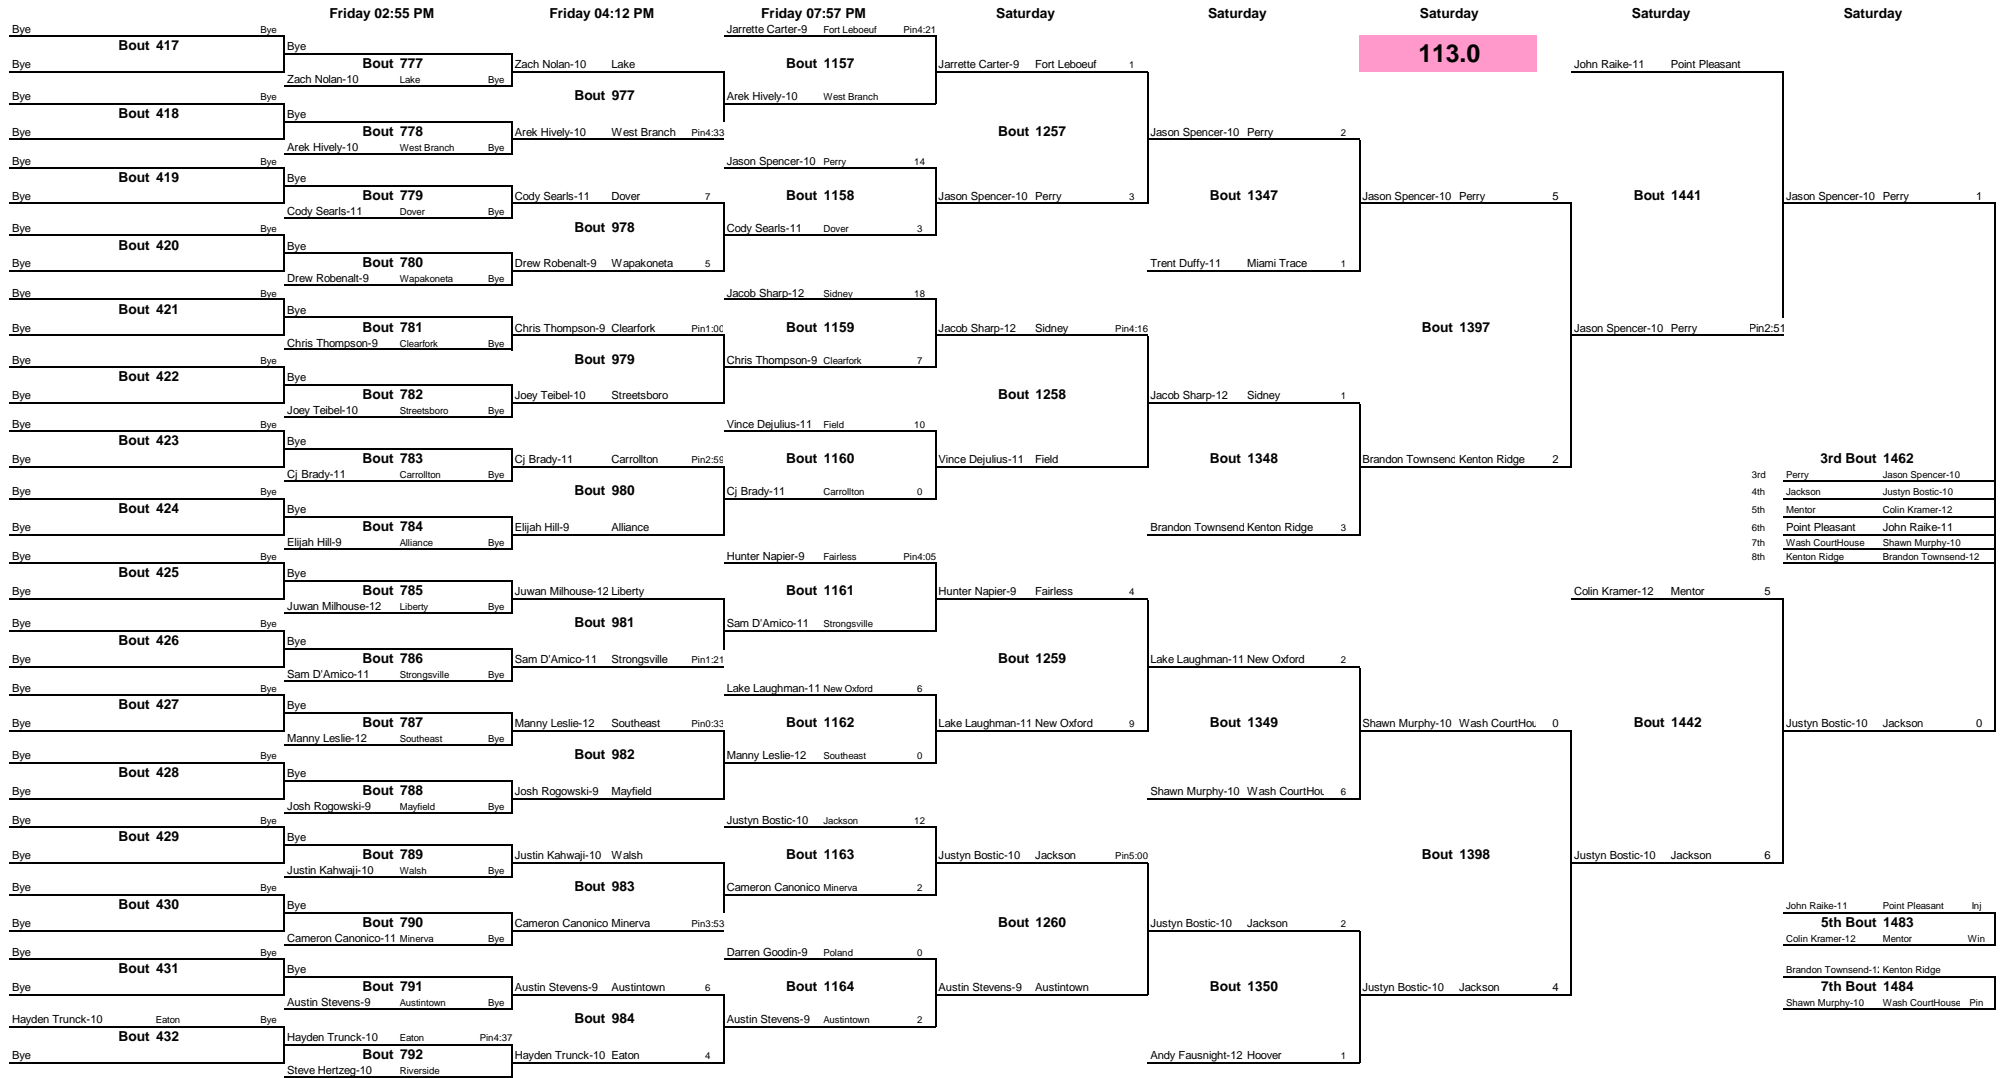 Friday 02:55 PM Friday 04:12 PM Friday 07:57 PM Saturday Saturday Saturday Saturday Saturday
Bye Bye
Bout 417
Bye
Bye Bye
Bout 418
Bye
Bye Bye
Bout 419
Bye
Bye Bye
Bout 420
Bye
Bye Bye
Bout 421
Bye
Bye Bye
Bout 422
Bye
Bye Bye
Bout 423
Bye
Bye Bye
Bout 424
Bye
Bye Bye
Bout 425
Bye
Bye Bye
Bout 426
Bye
Bye Bye
Bout 427
Bye
Bye Bye
Bout 428
Bye
Bye Bye
Bout 429
Bye
Bye Bye
Bout 430
Bye
Bye Bye
Bout 431
Bye
Hayden Trunck-10 Eaton Bye
Bout 432
Bye
Bye
Bout 777
Zach Nolan-10 Lake Bye
Bye
Bout 778
Arek Hively-10 West Branch Bye
Bye
Bout 779
Cody Searls-11 Dover Bye
Bye
Bout 780
Drew Robenalt-9 Wapakoneta Bye
Bye
Bout 781
Chris Thompson-9 Clearfork Bye
Bye
Bout 782
Joey Teibel-10 Streetsboro Bye
Bye
Bout 783
Cj Brady-11 Carrollton Bye
Bye
Bout 784
Elijah Hill-9 Alliance Bye
Bye
Bout 785
Juwan Milhouse-12 Liberty Bye
Bye
Bout 786
Sam D'Amico-11 Strongsville Bye
Bye
Bout 787
Manny Leslie-12 Southeast Bye
Bye
Bout 788
Josh Rogowski-9 Mayfield Bye
Bye
Bout 789
Justin Kahwaji-10 Walsh Bye
Bye
Bout 790
Cameron Canonico-11 Minerva Bye
Bye
Bout 791
Austin Stevens-9 Austintown Bye
Hayden Trunck-10 Eaton Pin4:37
Bout 792
Steve Hertzeg-10 Riverside
Zach Nolan-10 Lake
Bout 977
Arek Hively-10 West Branch Pin4:33
Cody Searls-11 Dover 7
Bout 978
Drew Robenalt-9 Wapakoneta 5
Chris Thompson-9 Clearfork Pin1:00
Bout 979
Joey Teibel-10 Streetsboro
Cj Brady-11 Carrollton Pin2:59
Bout 980
Elijah Hill-9 Alliance
Juwan Milhouse-12 Liberty
Bout 981
Sam D'Amico-11 Strongsville Pin1:21
Manny Leslie-12 Southeast Pin0:33
Bout 982
Josh Rogowski-9 Mayfield
Justin Kahwaji-10 Walsh
Bout 983
Cameron Canonico Minerva Pin3:53
Austin Stevens-9 Austintown 6
Bout 984
Hayden Trunck-10 Eaton 4
Jarrette Carter-9 Fort Leboeuf Pin4:21
Bout 1157
Arek Hively-10 West Branch
Jason Spencer-10 Perry 14
Bout 1158
Cody Searls-11 Dover 3
Jacob Sharp-12 Sidney 18
Bout 1159
Chris Thompson-9 Clearfork 7
Vince Dejulius-11 Field 10
Bout 1160
Cj Brady-11 Carrollton 0
Hunter Napier-9 Fairless Pin4:05
Bout 1161
Sam D'Amico-11 Strongsville
Lake Laughman-11 New Oxford 6
Bout 1162
Manny Leslie-12 Southeast 0
Justyn Bostic-10 Jackson 12
Bout 1163
Cameron Canonico Minerva 2
Darren Goodin-9 Poland 0
Bout 1164
Austin Stevens-9 Austintown 2
Jarrette Carter-9 Fort Leboeuf 1
Bout 1257
Jason Spencer-10 Perry 3
Jacob Sharp-12 Sidney Pin4:16
Bout 1258
Vince Dejulius-11 Field
Hunter Napier-9 Fairless 4
Bout 1259
Lake Laughman-11 New Oxford 9
Justyn Bostic-10 Jackson Pin5:00
Bout 1260
Austin Stevens-9 Austintown
Jason Spencer-10 Perry 2
Bout 1347
Trent Duffy-11 Miami Trace 1
Jacob Sharp-12 Sidney 1
Bout 1348
Brandon Townsend Kenton Ridge 3
Lake Laughman-11 New Oxford 2
Bout 1349
Shawn Murphy-10 Wash CourtHou 6
Justyn Bostic-10 Jackson 2
Bout 1350
Andy Fausnight-12 Hoover 1
113.0
Jason Spencer-10 Perry 5
Bout 1397
Brandon Townsend Kenton Ridge 2
Shawn Murphy-10 Wash CourtHou 0
Bout 1398
Justyn Bostic-10 Jackson 4
John Raike-11 Point Pleasant
Bout 1441
Jason Spencer-10 Perry Pin2:51
Colin Kramer-12 Mentor 5
Bout 1442
Justyn Bostic-10 Jackson 6
Jason Spencer-10 Perry 1
3rd Bout 1462
3rd Perry Jason Spencer-10
4th Jackson Justyn Bostic-10
5th Mentor Colin Kramer-12
6th Point Pleasant John Raike-11
7th Wash CourtHouse Shawn Murphy-10
8th Kenton Ridge Brandon Townsend-12
Justyn Bostic-10 Jackson 0
John Raike-11 Point Pleasant Inj
5th Bout 1483
Colin Kramer-12 Mentor Win
Brandon Townsend-1 Kenton Ridge
7th Bout 1484
Shawn Murphy-10 Wash CourtHouse Pin